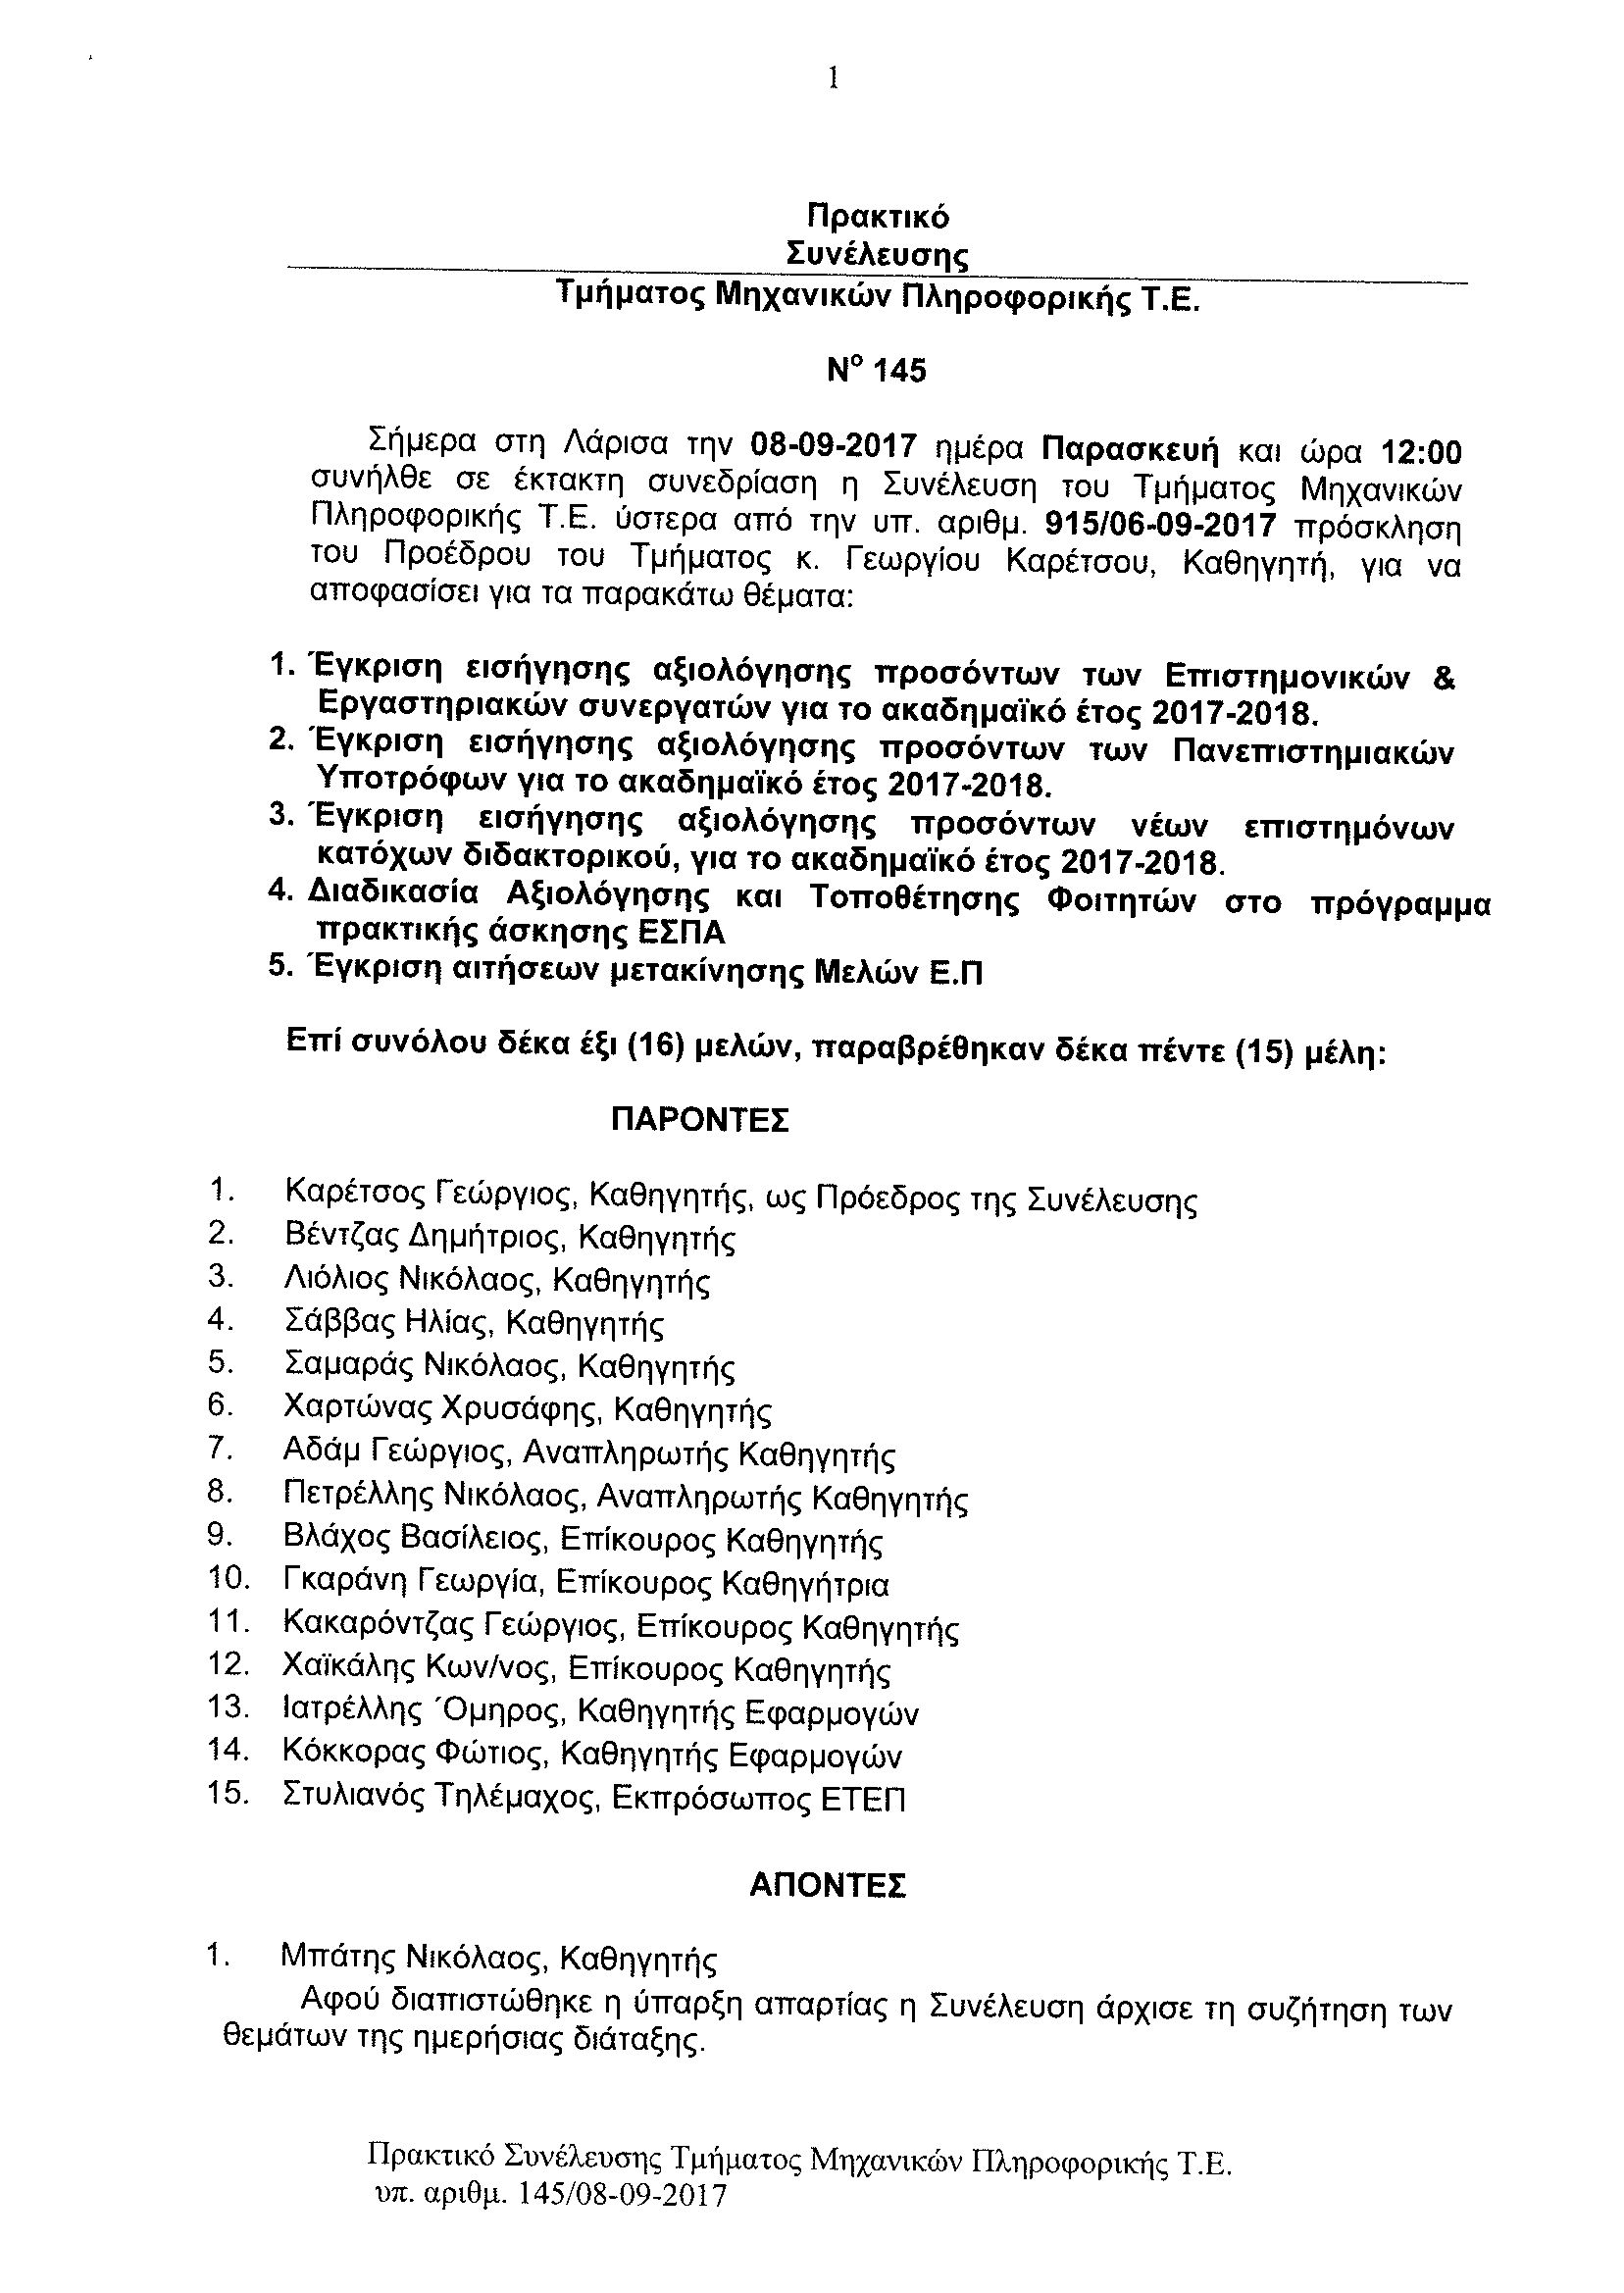 1
Πρακτικό
Συνέλευσης
Τμήματος Μηχανικών Πληροφορικής Τ.Ε.
Νº 145
Σήμερα στη Λάρισα την 08-09-2017 ημέρα Παρασκευή και ώρα 12:00
συνήλθε σε έκτακτη συνεδρίαση η Συνέλευση του Τμήματος Μηχανικών
Πληροφορικής Τ.Ε. ύστερα από την υπ. αριθμ. 915/06-09-2017 πρόσκληση
του Προέδρου του Τμήματος κ. Γεωργίου Καρέτσου, Καθηγητή, για να
αποφασίσει για τα παρακάτω θέματα:
1. Έγκριση εισήγησης αξιολόγησης προσόντων των Επιστημονικών &
Εργαστηριακών συνεργατών για το ακαδημαϊκό έτος 2017-2018.
2. Έγκριση εισήγησης αξιολόγησης προσόντων των Πανεπιστημιακών
Υποτρόφων για το ακαδημαϊκό έτος 2017-2018.
3. Έγκριση εισήγησης αξιολόγησης προσόντων νέων επιστημόνων
κατόχων διδακτορικού, για το ακαδημαϊκό έτος 2017-2018.
4. Διαδικασία Αξιολόγησης και Τοποθέτησης Φοιτητών στο πρόγραμμα
πρακτικής άσκησης ΕΣΠΑ
5. Έγκριση αιτήσεων μετακίνησης Μελών Ε.Π
Επί συνόλου δέκα έξι (16) μελών, παραβρέθηκαν δέκα πέντε (15) μέλη:
ΠΑΡΟΝΤΕΣ
1. Καρέτσος Γεώργιος, Καθηγητής, ως Πρόεδρος της Συνέλευσης
2. Βέντζας Δημήτριος, Καθηγητής
3. Λιόλιος Νικόλαος, Καθηγητής
4. Σάββας Ηλίας, Καθηγητής
5. Σαμαράς Νικόλαος, Καθηγητής
6. Χαρτώνας Χρυσάφης, Καθηγητής
7. Αδάμ Γεώργιος, Αναπληρωτής Καθηγητής
8. Πετρέλλης Νικόλαος, Αναπληρωτής Καθηγητής
9. Βλάχος Βασίλειος, Επίκουρος Καθηγητής
10. Γκαράνη Γεωργία, Επίκουρος Καθηγήτρια
11. Κακαρόντζας Γεώργιος, Επίκουρος Καθηγητής
12. Χαϊκάλης Κων/νος, Επίκουρος Καθηγητής
13. Ιατρέλλης Όμηρος, Καθηγητής Εφαρμογών
14. Κόκκορας Φώτιος, Καθηγητής Εφαρμογών
15. Στυλιανός Τηλέμαχος, Εκπρόσωπος ΕΤΕΠ
ΑΠΟΝΤΕΣ
1. Μπάτης Νικόλαος, Καθηγητής
Αφού διαπιστώθηκε η ύπαρξη απαρτίας η Συνέλευση άρχισε τη συζήτηση των
θεμάτων της ημερήσιας διάταξης.
Πρακτικό Συνέλευσης Τμήματος Μηχανικών Πληροφορικής Τ.Ε.
υπ. αριθμ. 145/08-09-2017